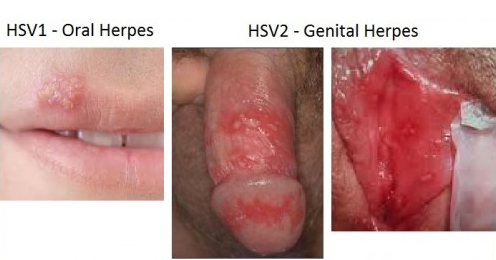 HSV1 - Oral Herpes
HSV2 - Genital Herpes